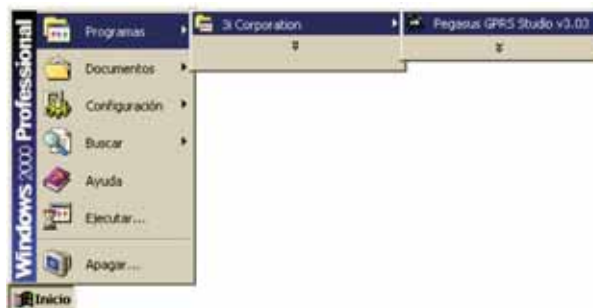 Programas
3i Corporation
Pegasus GPRS Studio v3.03
Documentos
Configuración
Buscar
Ayuda
Ejecutar...
Apagar...
Windows 2000 Professional
Inicio